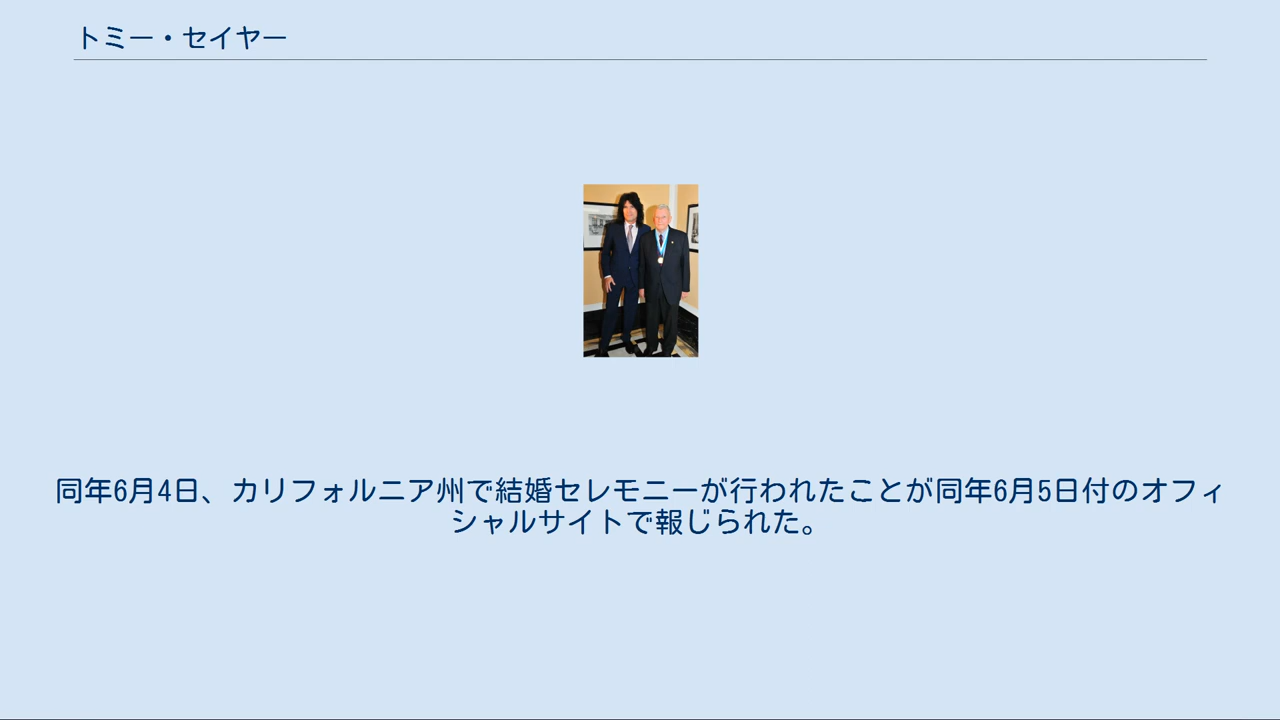 トミー・セイヤー
同年6月4日、カリフォルニア州で結婚セレモニーが行われたことが同年6月5日付のオフィ
シャルサイトで報じられた。